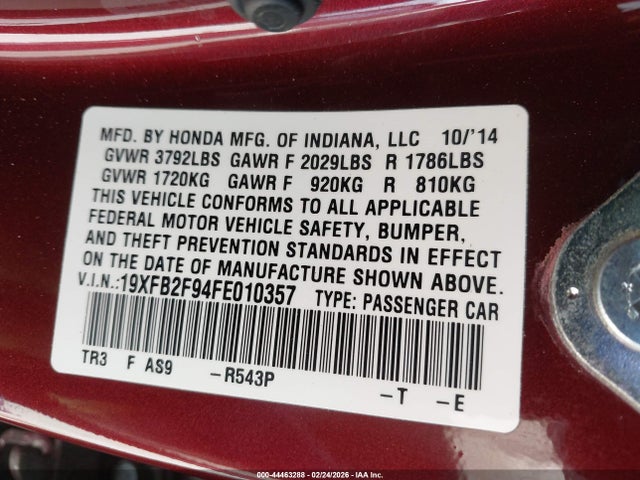 MFD. BY HONDA MFG. OF INDIANA, LLC 10/'14
GVWR 3792LBS GAWR F 2029LBS R 1786LBS
GVWR 1720KG GAWR F 920KG R 810KG
THIS VEHICLE CONFORMS TO ALL APPLICABLE
FEDERAL MOTOR VEHICLE SAFETY, BUMPER,
AND THEFT PREVENTION STANDARDS IN EFFECT
ON THE DATE OF MANUFACTURE SHOWN ABOVE.
V.I.N.:19XFB2F94FE010357 TYPE: PASSENGER CAR
TR3 F AS9 -R543P -T -E
000-44463288 - 02/24/2026 - IAA Inc.